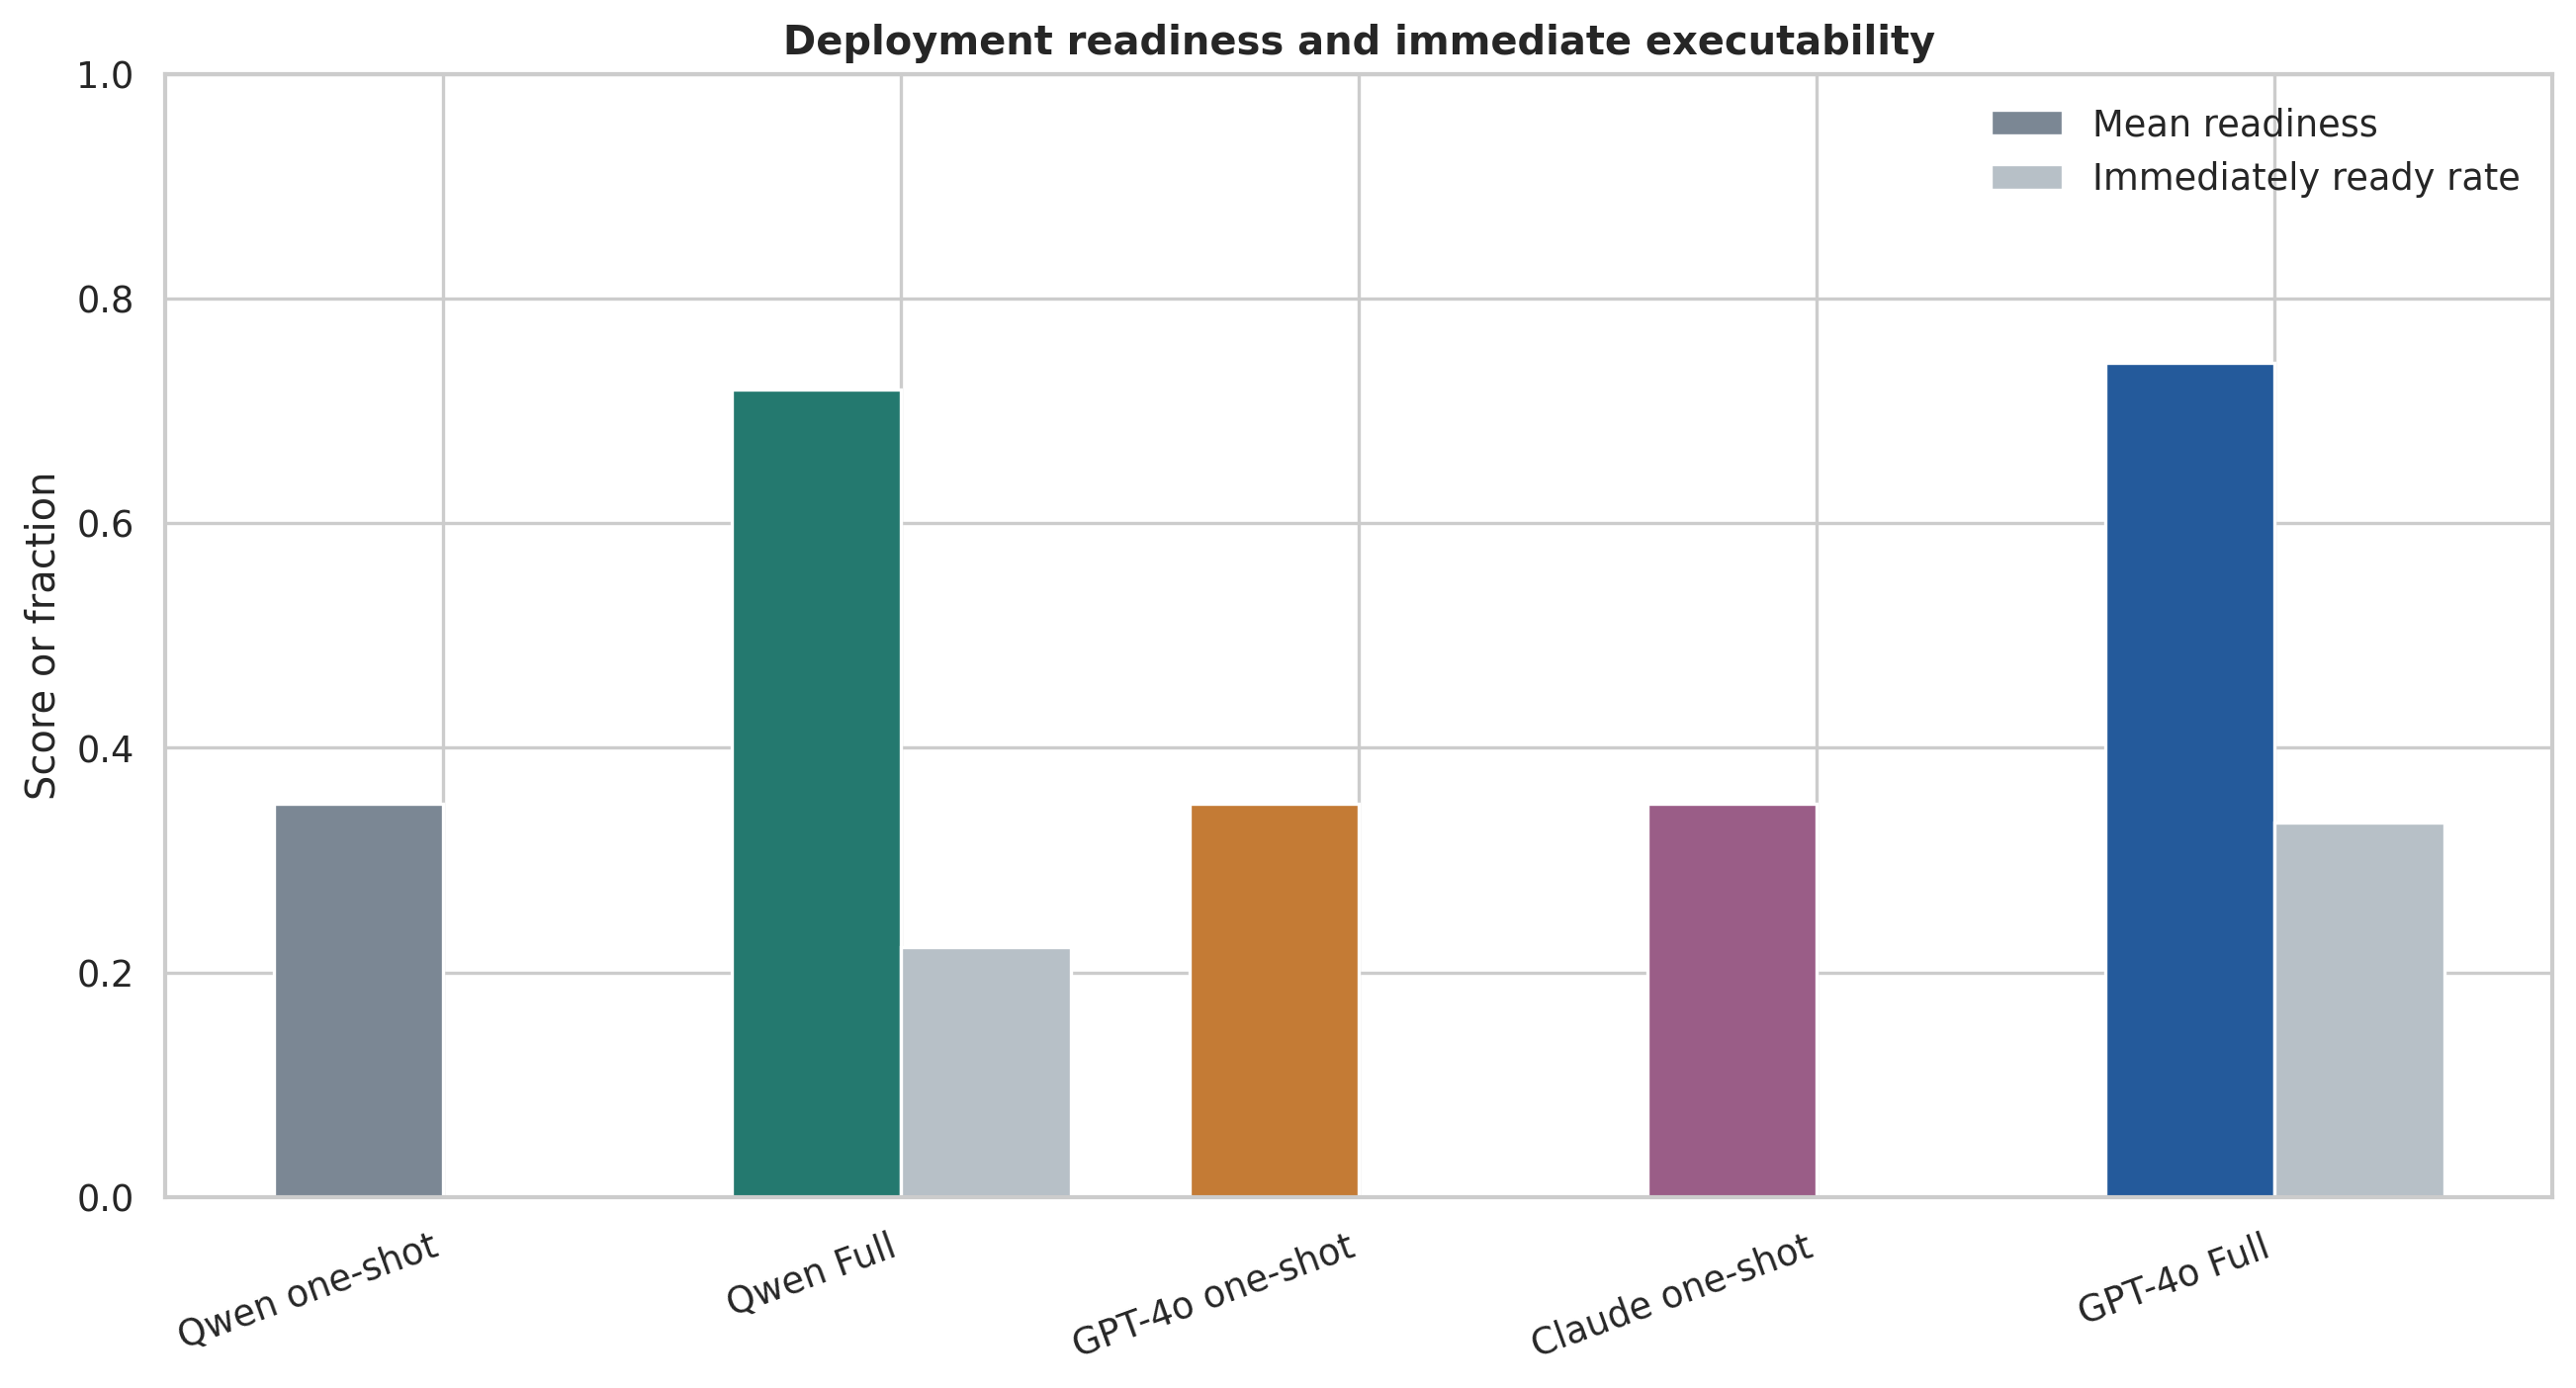 Deployment readiness and immediate executability
Mean readiness
Immediately ready rate
Score or fraction
1.0
0.8
0.6
0.4
0.2
0.0
Qwen one-shot
Qwen Full
GPT-4o one-shot
Claude one-shot
GPT-4o Full